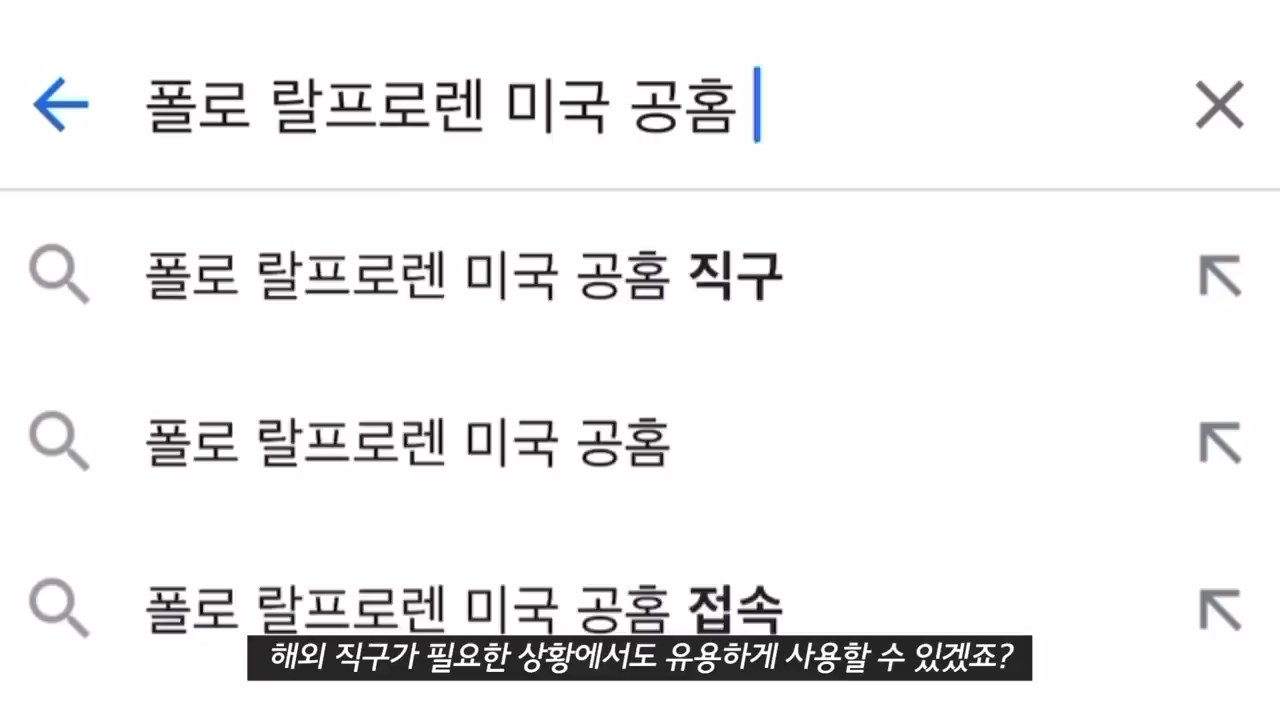 폴로 랄프로렌 미국 공홈
폴로 랄프로렌 미국 공홈 직구
폴로 랄프로렌 미국 공홈
폴로 랄프로렌 미국 공홈 접속
해외 직구가 필요한 상황에서도 유용하게 사용할 수 있겠죠?